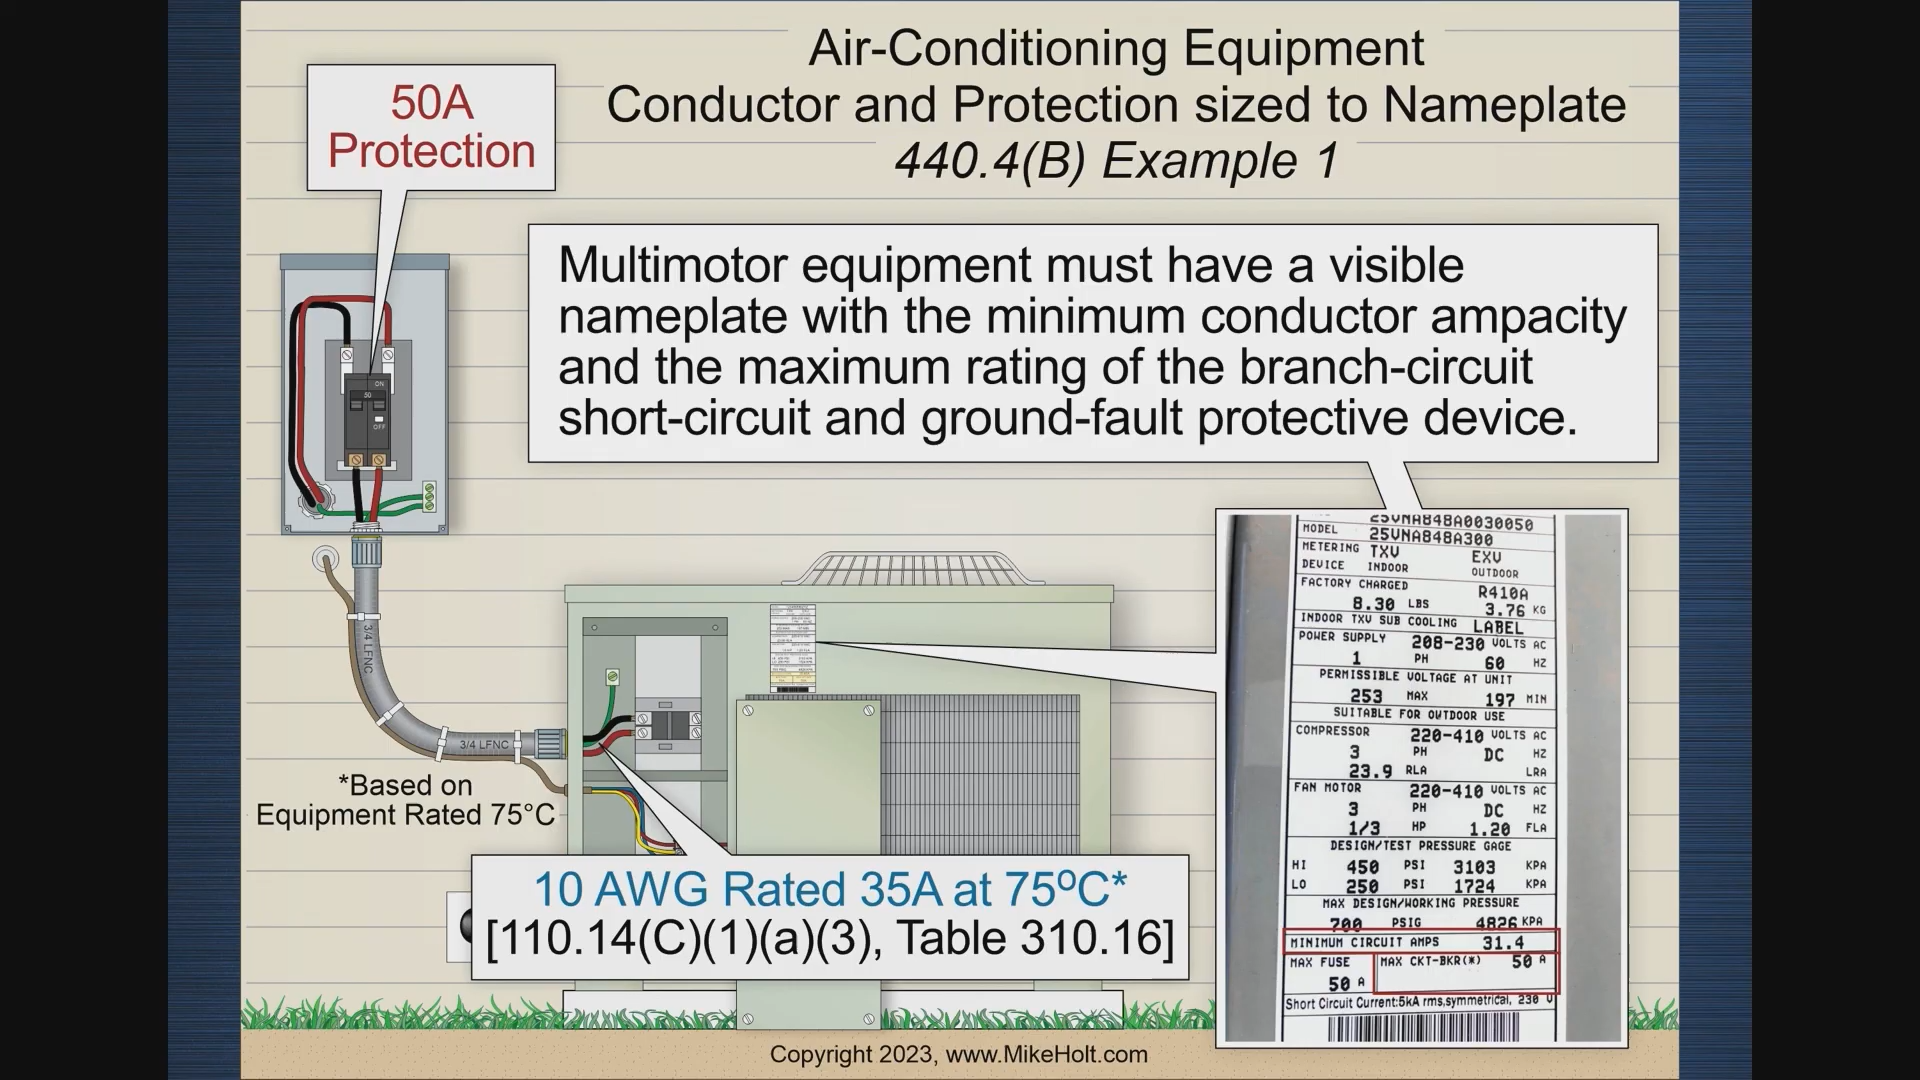 Air-Conditioning Equipment
Conductor and Protection sized to Nameplate
440.4(B) Example 1
50A
Protection
Multimotor equipment must have a visible
nameplate with the minimum conductor ampacity
and the maximum rating of the branch-circuit
short-circuit and ground-fault protective device.
ON
50
OFF
3/4 LFNC
3/4 LFNC
*Based on
Equipment Rated 75°C
10 AWG Rated 35A at 75ºC*
[110.14(C)(1)(a)(3), Table 310.16]
25VNA848A0030050
MODEL 25VNA848A300
METERING TXV EXV
DEVICE INDOOR OUTDOOR
FACTORY CHARGED R410A
8.30 LBS 3.76 KG
INDOOR TXV SUB COOLING LABEL
POWER SUPPLY 208-230 VOLTS AC
1 PH 60 HZ
PERMISSIBLE VOLTAGE AT UNIT
253 MAX 197 MIN
SUITABLE FOR OUTDOOR USE
COMPRESSOR 220-410 VOLTS AC
3 PH DC HZ
23.9 RLA LRA
FAN MOTOR 220-410 VOLTS AC
3 PH DC HZ
1/3 HP 1.20 FLA
DESIGN/TEST PRESSURE GAGE
HI 450 PSI 3103 KPA
LO 250 PSI 1724 KPA
MAX DESIGN/WORKING PRESSURE
700 PSIG 4826 KPA
MINIMUM CIRCUIT AMPS 31.4
MAX FUSE MAX CKT-BKR(*) 50 A
50 A
Short Circuit Current:5kA rms,symmetrical, 230 V
Copyright 2023, www.MikeHolt.com